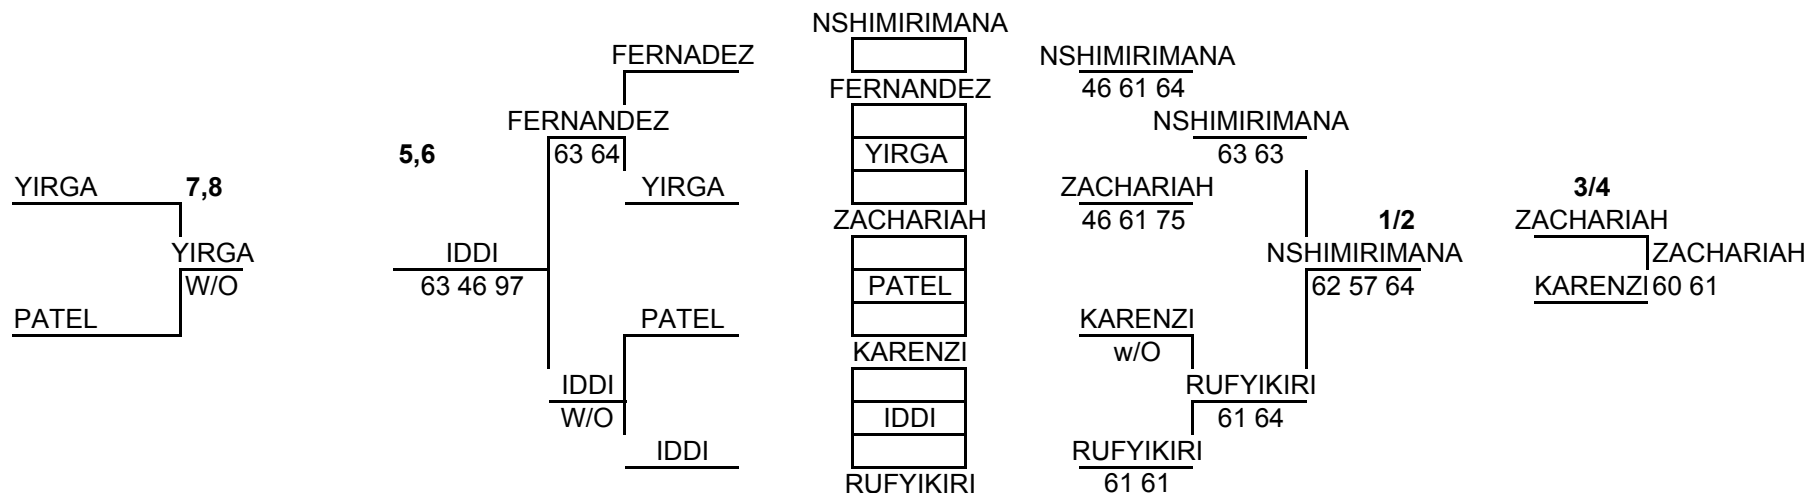 NSHIMIRIMANA
FERNADEZ NSHIMIRIMANA
FERNANDEZ 46 61 64
FERNANDEZ NSHIMIRIMANA
5,6 63 64 YIRGA 63 63
YIRGA 7,8 YIRGA ZACHARIAH 3/4
ZACHARIAH 46 61 75 1/2 ZACHARIAH
YIRGA IDDI NSHIMIRIMANA ZACHARIAH
W/O 63 46 97 PATEL 62 57 64 KARENZI 60 61
PATEL PATEL KARENZI
KARENZI w/O
IDDI RUFYIKIRI
W/O IDDI 61 64
IDDI RUFYIKIRI
RUFYIKIRI 61 61